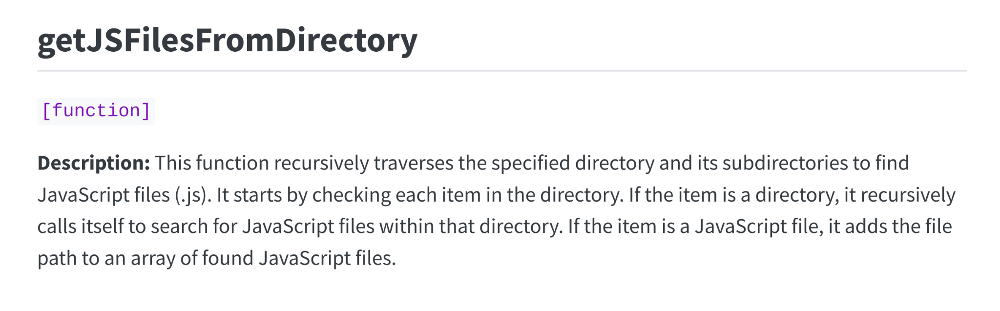 getJSFilesFromDirectory
[function]
Description: This function recursively traverses the specified directory and its subdirectories to find
JavaScript files (.js). It starts by checking each item in the directory. If the item is a directory, it recursively
calls itself to search for JavaScript files within that directory. If the item is a JavaScript file, it adds the file
path to an array of found JavaScript files.